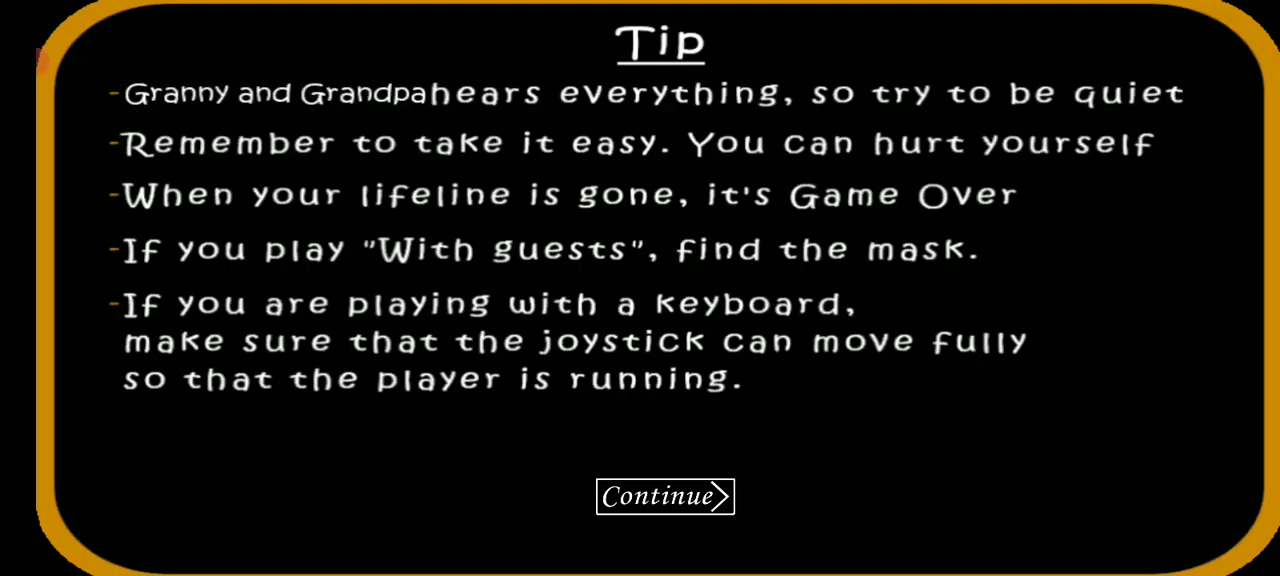 Tip
-Granny and Grandpahears everything, so try to be quiet
-Remember to take it easy. You can hurt yourself
-When your lifeline is gone, it's Game Over
-If you play "With guests", find the mask.
-If you are playing with a keyboard,
make sure that the joystick can move fully
so that the player is running.
Continue>